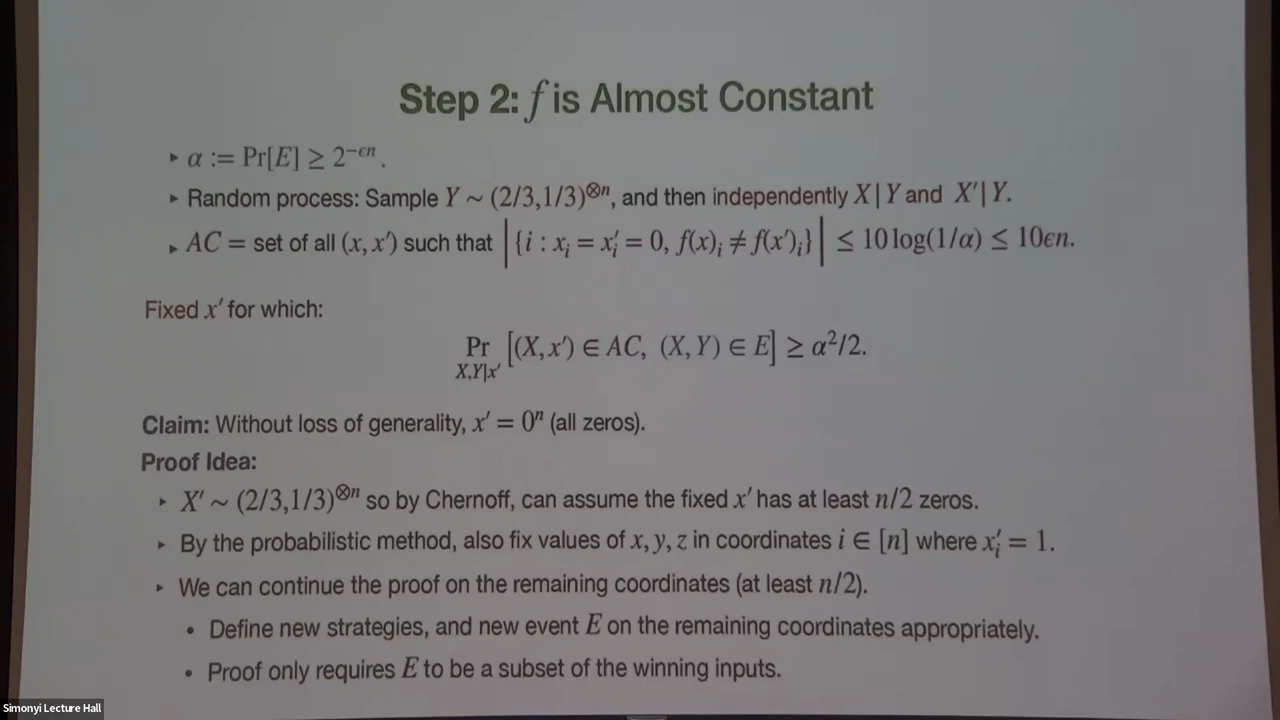 Step 2: f is Almost Constant
▸ α := Pr[E] ≥ 2^{−ϵn}.
▸ Random process: Sample Y ~ (2/3,1/3)^{⊗n}, and then independently X|Y and X′|Y.
▸ AC = set of all (x, x′) such that |{i : x_i = x′_i = 0, f(x)_i ≠ f(x′)_i}| ≤ 10 log(1/α) ≤ 10ϵn.
Fixed x′ for which:
Pr_{X,Y|x′} [(X, x′) ∈ AC, (X, Y) ∈ E] ≥ α²/2.
Claim: Without loss of generality, x′ = 0ⁿ (all zeros).
Proof Idea:
▸ X′ ~ (2/3,1/3)^{⊗n} so by Chernoff, can assume the fixed x′ has at least n/2 zeros.
▸ By the probabilistic method, also fix values of x, y, z in coordinates i ∈ [n] where x′_i = 1.
▸ We can continue the proof on the remaining coordinates (at least n/2).
• Define new strategies, and new event E on the remaining coordinates appropriately.
• Proof only requires E to be a subset of the winning inputs.
Simonyi Lecture Hall